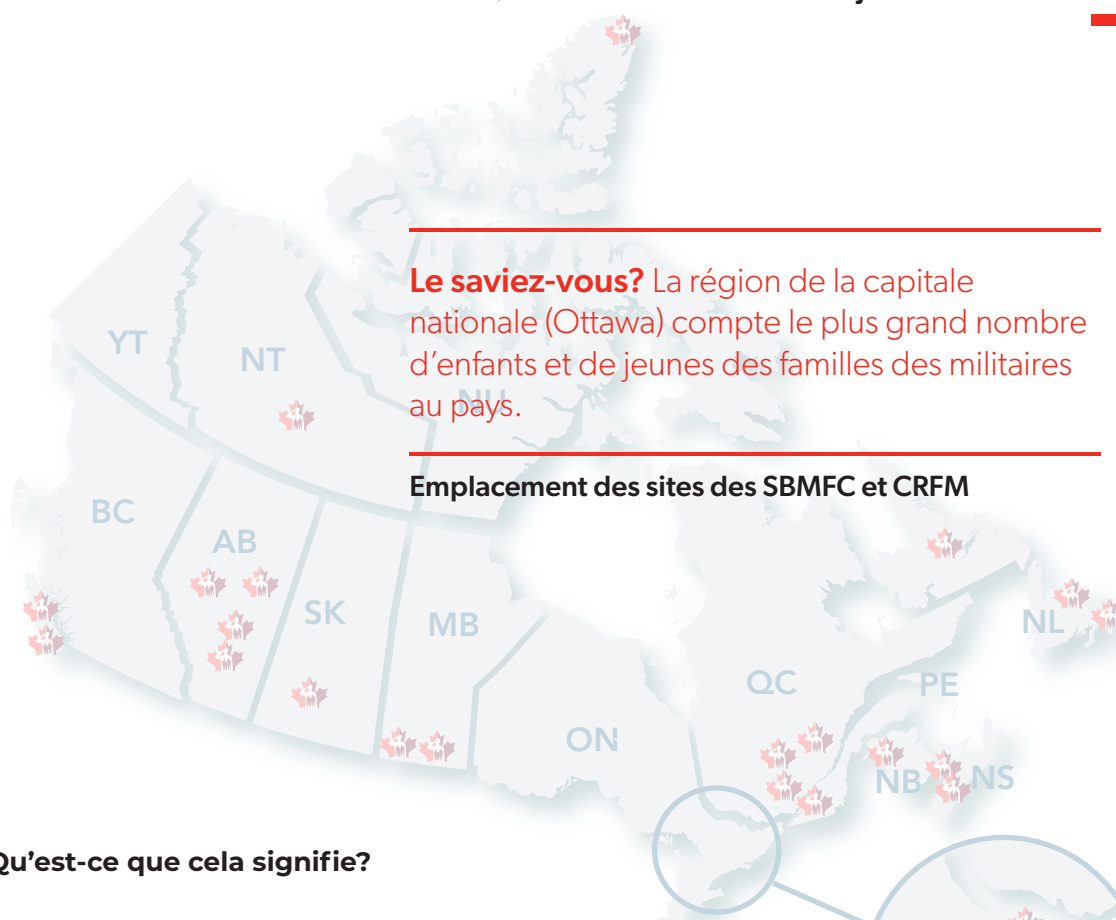 Le saviez-vous? La région de la capitale
nationale (Ottawa) compte le plus grand nombre
d'enfants et de jeunes des familles des militaires
au pays.
Emplacement des sites des SBMFC et CRFM
YT
NT
NU
BC
AB
SK
MB
ON
QC
PE
NL
NB
NS
Qu'est-ce que cela signifie?